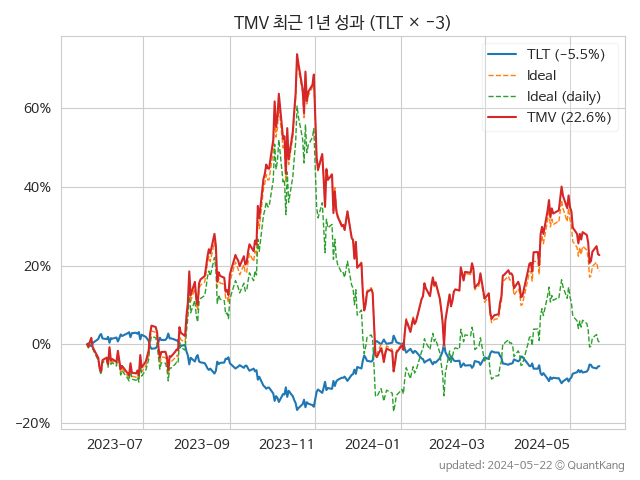 TMV 최근 1년 성과 (TLT × −3)
TLT (−5.5%)
Ideal
Ideal (daily)
TMV (22.6%)
60%
40%
20%
0%
−20%
2023-07
2023-09
2023-11
2024-01
2024-03
2024-05
updated: 2024-05-22 © QuantKang